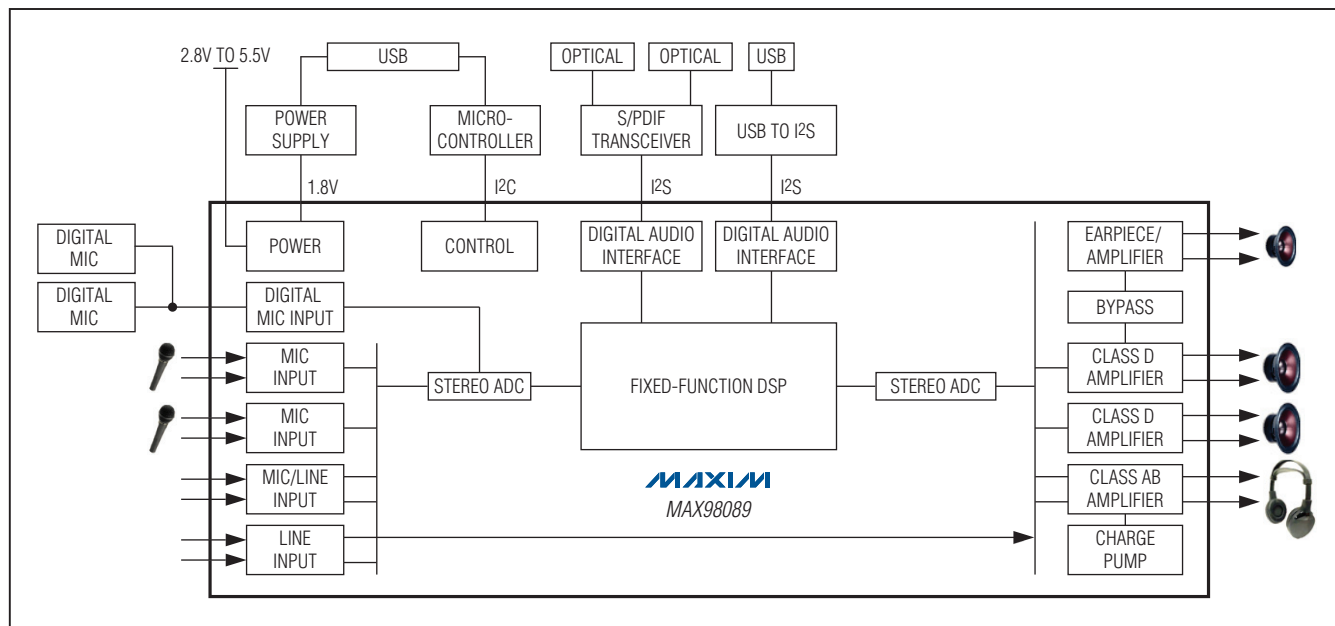 2.8V TO 5.5V
USB
OPTICAL
OPTICAL
USB
POWER
SUPPLY
MICRO-
CONTROLLER
S/PDIF
TRANSCEIVER
USB TO I2S
1.8V
I2C
I2S
I2S
DIGITAL
MIC
DIGITAL
MIC
POWER
CONTROL
DIGITAL AUDIO
INTERFACE
DIGITAL AUDIO
INTERFACE
EARPIECE/
AMPLIFIER
DIGITAL
MIC INPUT
BYPASS
MIC
INPUT
STEREO ADC
FIXED-FUNCTION DSP
STEREO ADC
CLASS D
AMPLIFIER
MIC
INPUT
CLASS D
AMPLIFIER
MIC/LINE
INPUT
MAXIM
MAX98089
CLASS AB
AMPLIFIER
LINE
INPUT
CHARGE
PUMP